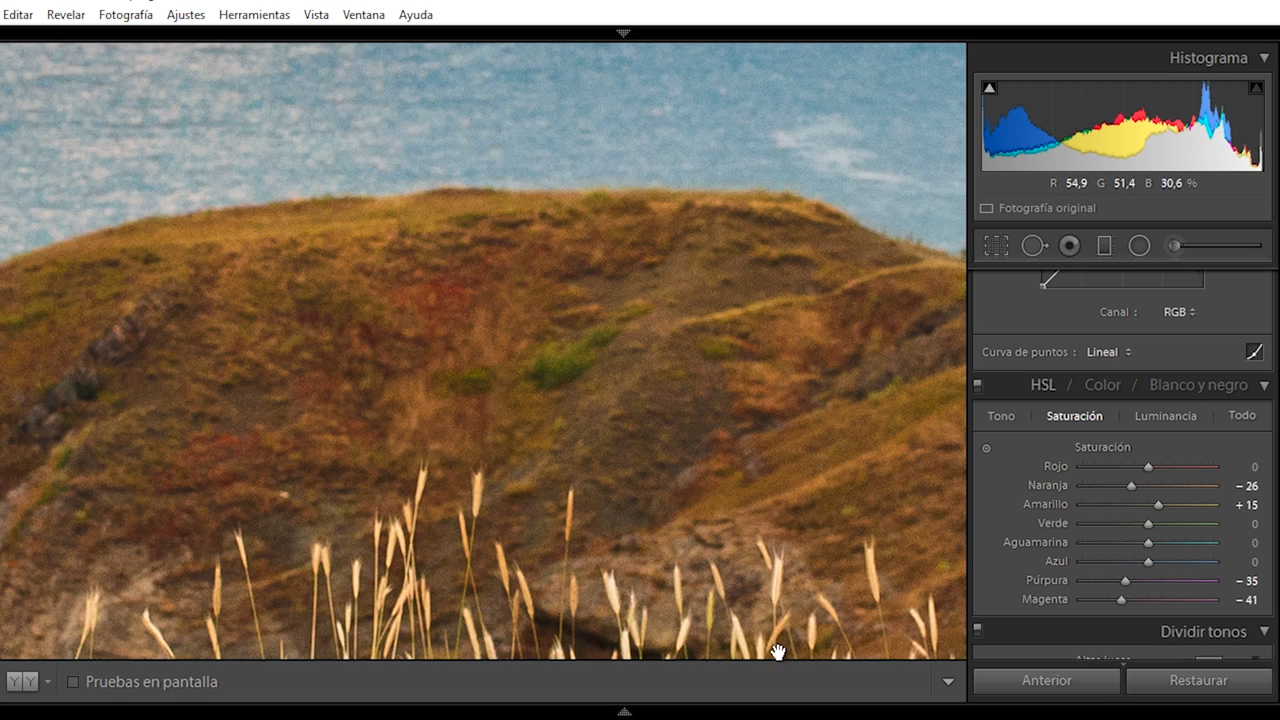 Editar Revelar Fotografía Ajustes Herramientas Vista Ventana Ayuda
Histograma
R 54,9 G 51,4 B 30,6 %
Fotografía original
Canal : RGB
Curva de puntos : Lineal
HSL / Color / Blanco y negro
Tono Saturación Luminancia Todo
Saturación
Rojo 0
Naranja – 26
Amarillo + 15
Verde 0
Aguamarina 0
Azul 0
Púrpura – 35
Magenta – 41
Dividir tonos
Y Y Pruebas en pantalla
Anterior Restaurar